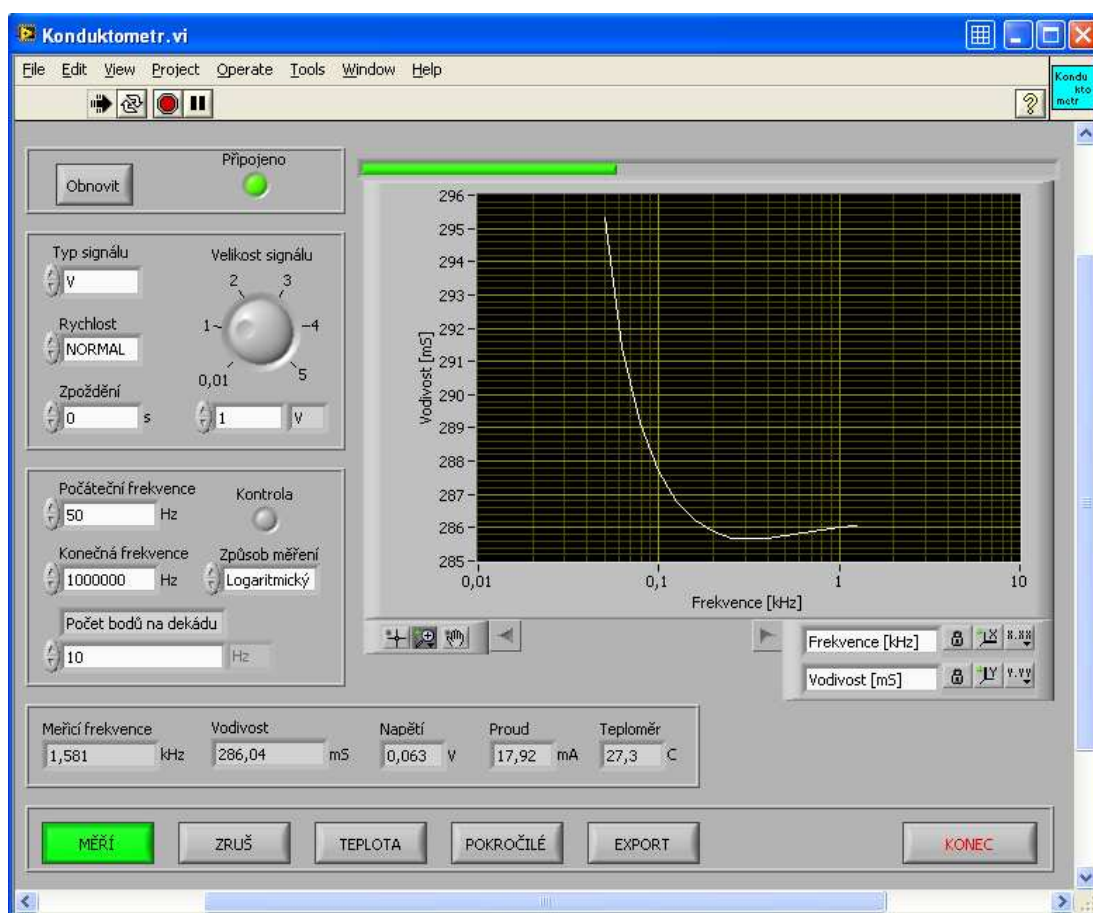 Konduktometr.vi
File Edit View Project Operate Tools Window Help
Kondu
kto
metr
Obnovit
Připojeno
Typ signálu
V
Rychlost
NORMAL
Zpoždění
0 s
Velikost signálu
2 3
1 4
0,01 5
1 V
Počáteční frekvence
50 Hz
Kontrola
Konečná frekvence
1000000 Hz
Způsob měření
Logaritmický
Počet bodů na dekádu
10 Hz
Vodivost [mS]
296
295
294
293
292
291
290
289
288
287
286
285
0,01 0,1 1 10
Frekvence [kHz]
Frekvence [kHz]
X
X.XX
Vodivost [mS]
Y
Y.YY
Meřicí frekvence
1,581 kHz
Vodivost
286,04 mS
Napětí
0,063 V
Proud
17,92 mA
Teploměr
27,3 C
MĚŘÍ ZRUŠ TEPLOTA POKROČILÉ EXPORT KONEC